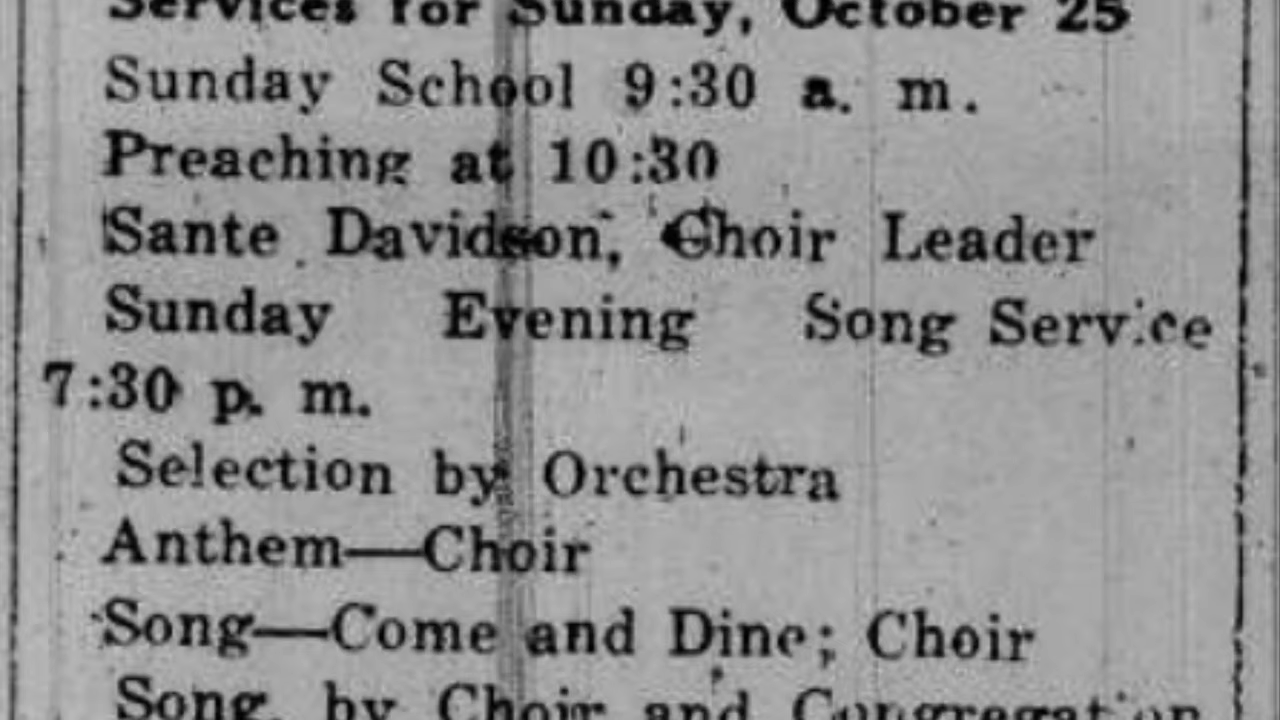 Services for Sunday, October 25
Sunday School 9:30 a. m.
Preaching at 10:30
Sante Davidson, Choir Leader
Sunday Evening Song Service
7:30 p. m.
Selection by Orchestra
Anthem—Choir
Song—Come and Dine; Choir
Song, by Choir and Congregation